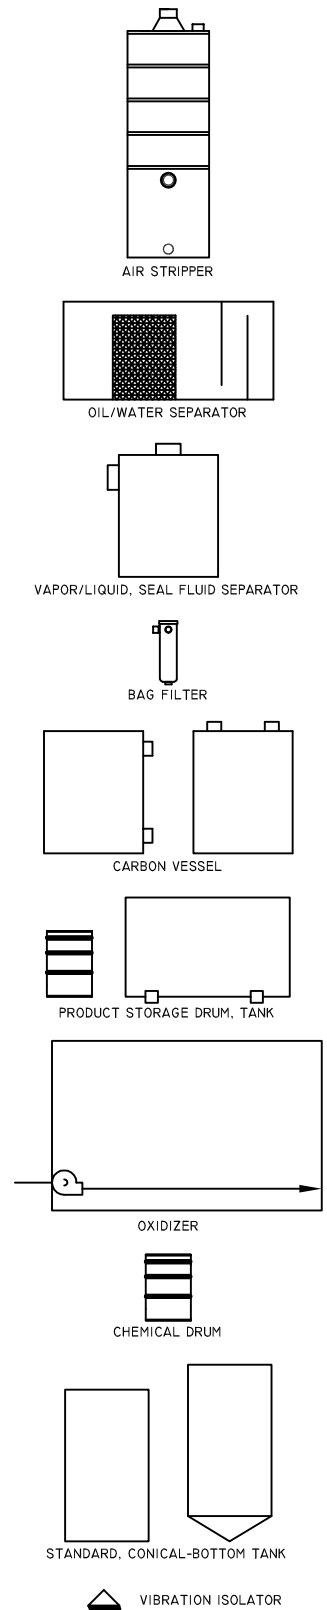 AIR STRIPPER
OIL/WATER SEPARATOR
VAPOR/LIQUID, SEAL FLUID SEPARATOR
BAG FILTER
CARBON VESSEL
PRODUCT STORAGE DRUM, TANK
OXIDIZER
CHEMICAL DRUM
STANDARD, CONICAL-BOTTOM TANK
VIBRATION ISOLATOR